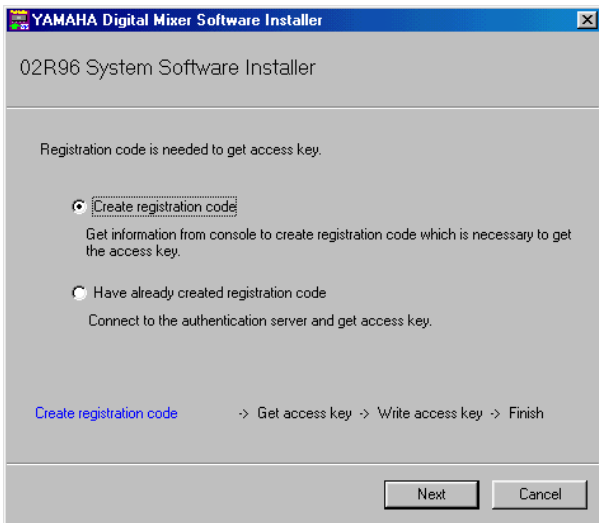 YAMAHA Digital Mixer Software Installer
02R96 System Software Installer
Registration code is needed to get access key.
Create registration code
Get information from console to create registration code which is necessary to get
the access key.
Have already created registration code
Connect to the authentication server and get access key.
Create registration code -> Get access key -> Write access key -> Finish
Next Cancel